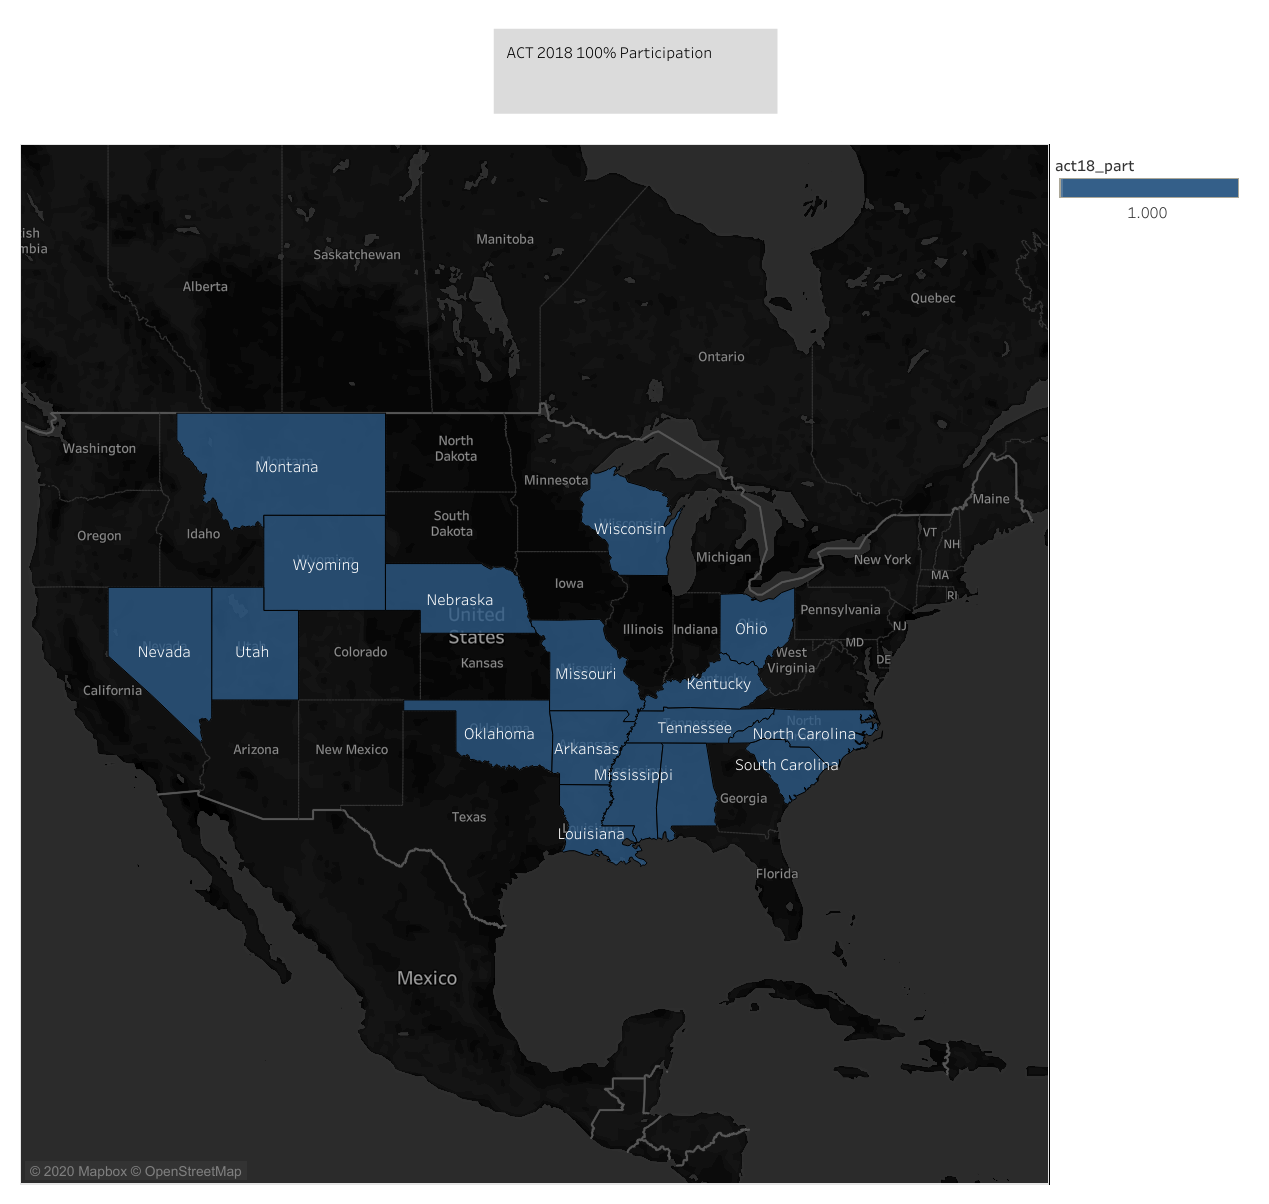 ACT 2018 100% Participation
act18_part
1.000
ish
mbia
Alberta
Saskatchewan
Manitoba
Ontario
Quebec
Washington
Montana
North
Dakota
Minnesota
Maine
Oregon
Idaho
South
Dakota
Wisconsin
Michigan
New York
VT
NH
MA
RI
Wyoming
Nebraska
Iowa
United
States
Illinois
Indiana
Ohio
Pennsylvania
NJ
MD
DE
West
Virginia
Nevada
Utah
Colorado
Kansas
Missouri
Kentucky
California
Arizona
New Mexico
Oklahoma
Arkansas
Tennessee
North
North Carolina
South Carolina
Mississippi
Georgia
Texas
Louisiana
Florida
Mexico
© 2020 Mapbox © OpenStreetMap